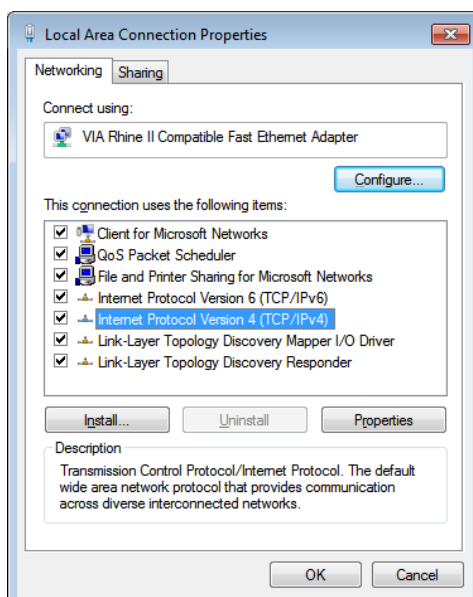 Local Area Connection Properties
Networking
Sharing
Connect using:
VIA Rhine II Compatible Fast Ethernet Adapter
Configure...
This connection uses the following items:
Client for Microsoft Networks
QoS Packet Scheduler
File and Printer Sharing for Microsoft Networks
Internet Protocol Version 6 (TCP/IPv6)
Internet Protocol Version 4 (TCP/IPv4)
Link-Layer Topology Discovery Mapper I/O Driver
Link-Layer Topology Discovery Responder
Install...
Uninstall
Properties
Description
Transmission Control Protocol/Internet Protocol. The default
wide area network protocol that provides communication
across diverse interconnected networks.
OK
Cancel